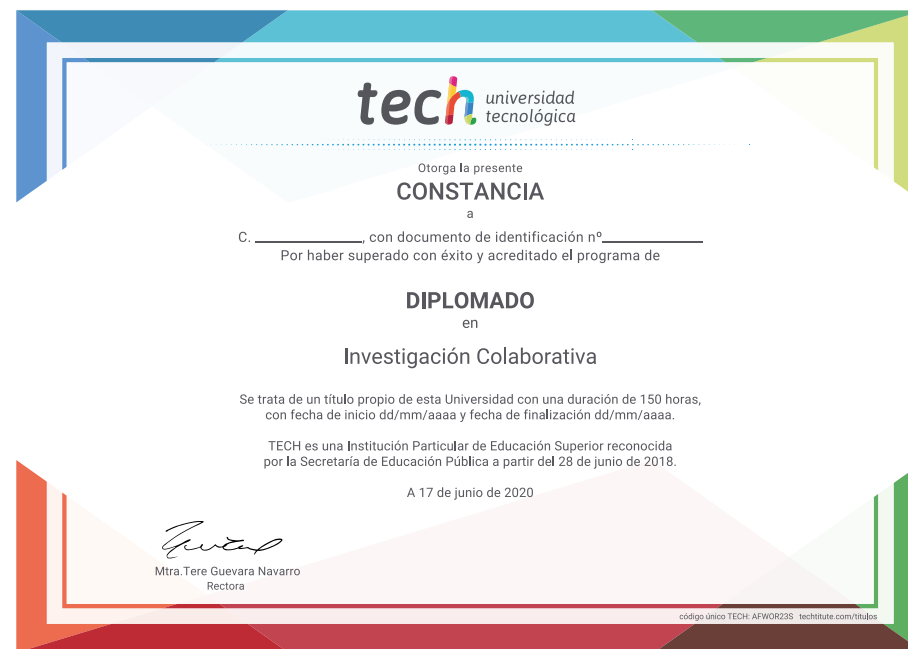 tech universidad
tecnológica
Otorga la presente
CONSTANCIA
a
C. ____________, con documento de identificación nº____________
Por haber superado con éxito y acreditado el programa de
DIPLOMADO
en
Investigación Colaborativa
Se trata de un título propio de esta Universidad con una duración de 150 horas,
con fecha de inicio dd/mm/aaaa y fecha de finalización dd/mm/aaaa.
TECH es una Institución Particular de Educación Superior reconocida
por la Secretaría de Educación Pública a partir del 28 de junio de 2018.
A 17 de junio de 2020
Mtra.Tere Guevara Navarro
Rectora
código único TECH: AFWOR23S techtitute.com/titulos